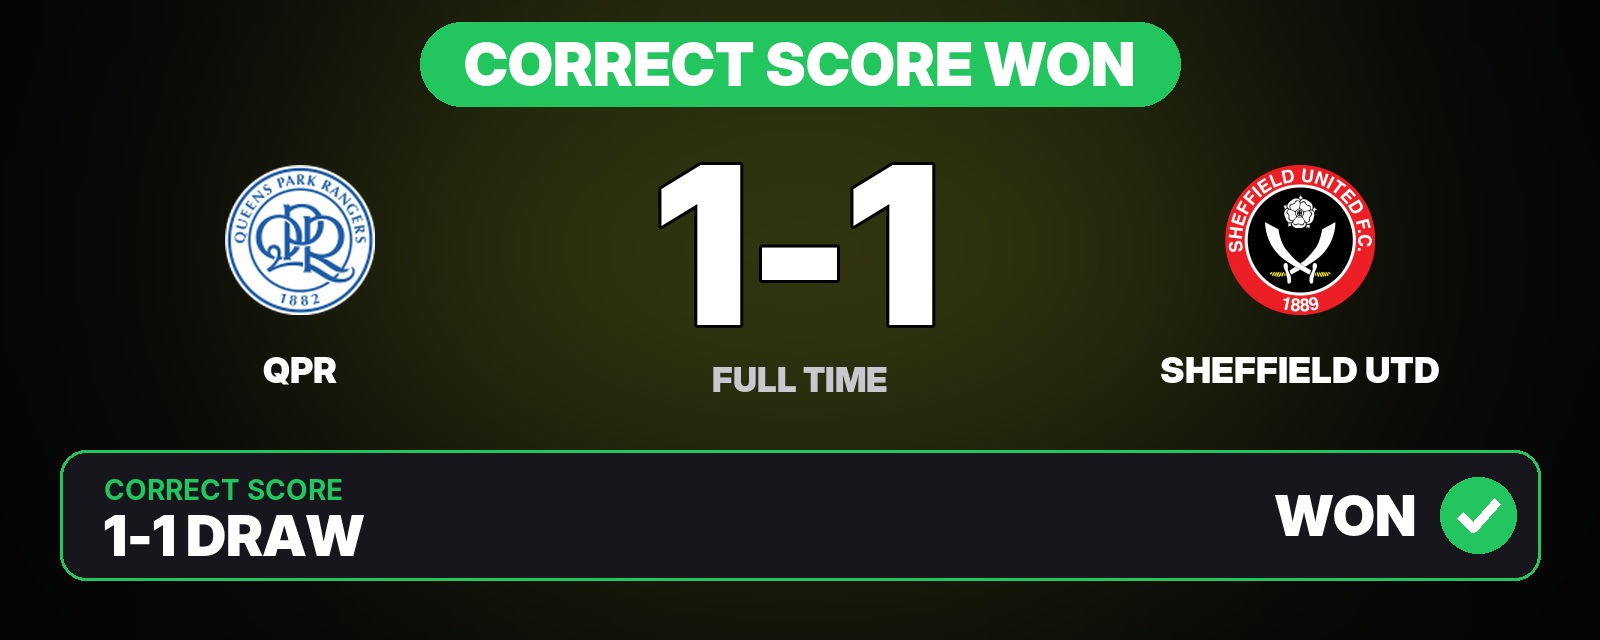 CORRECT SCORE WON
QUEENS PARK RANGERS
QPR
1882
1-1
SHEFFIELD UNITED F.C.
1889
QPR
FULL TIME
SHEFFIELD UTD
CORRECT SCORE
1-1 DRAW
WON